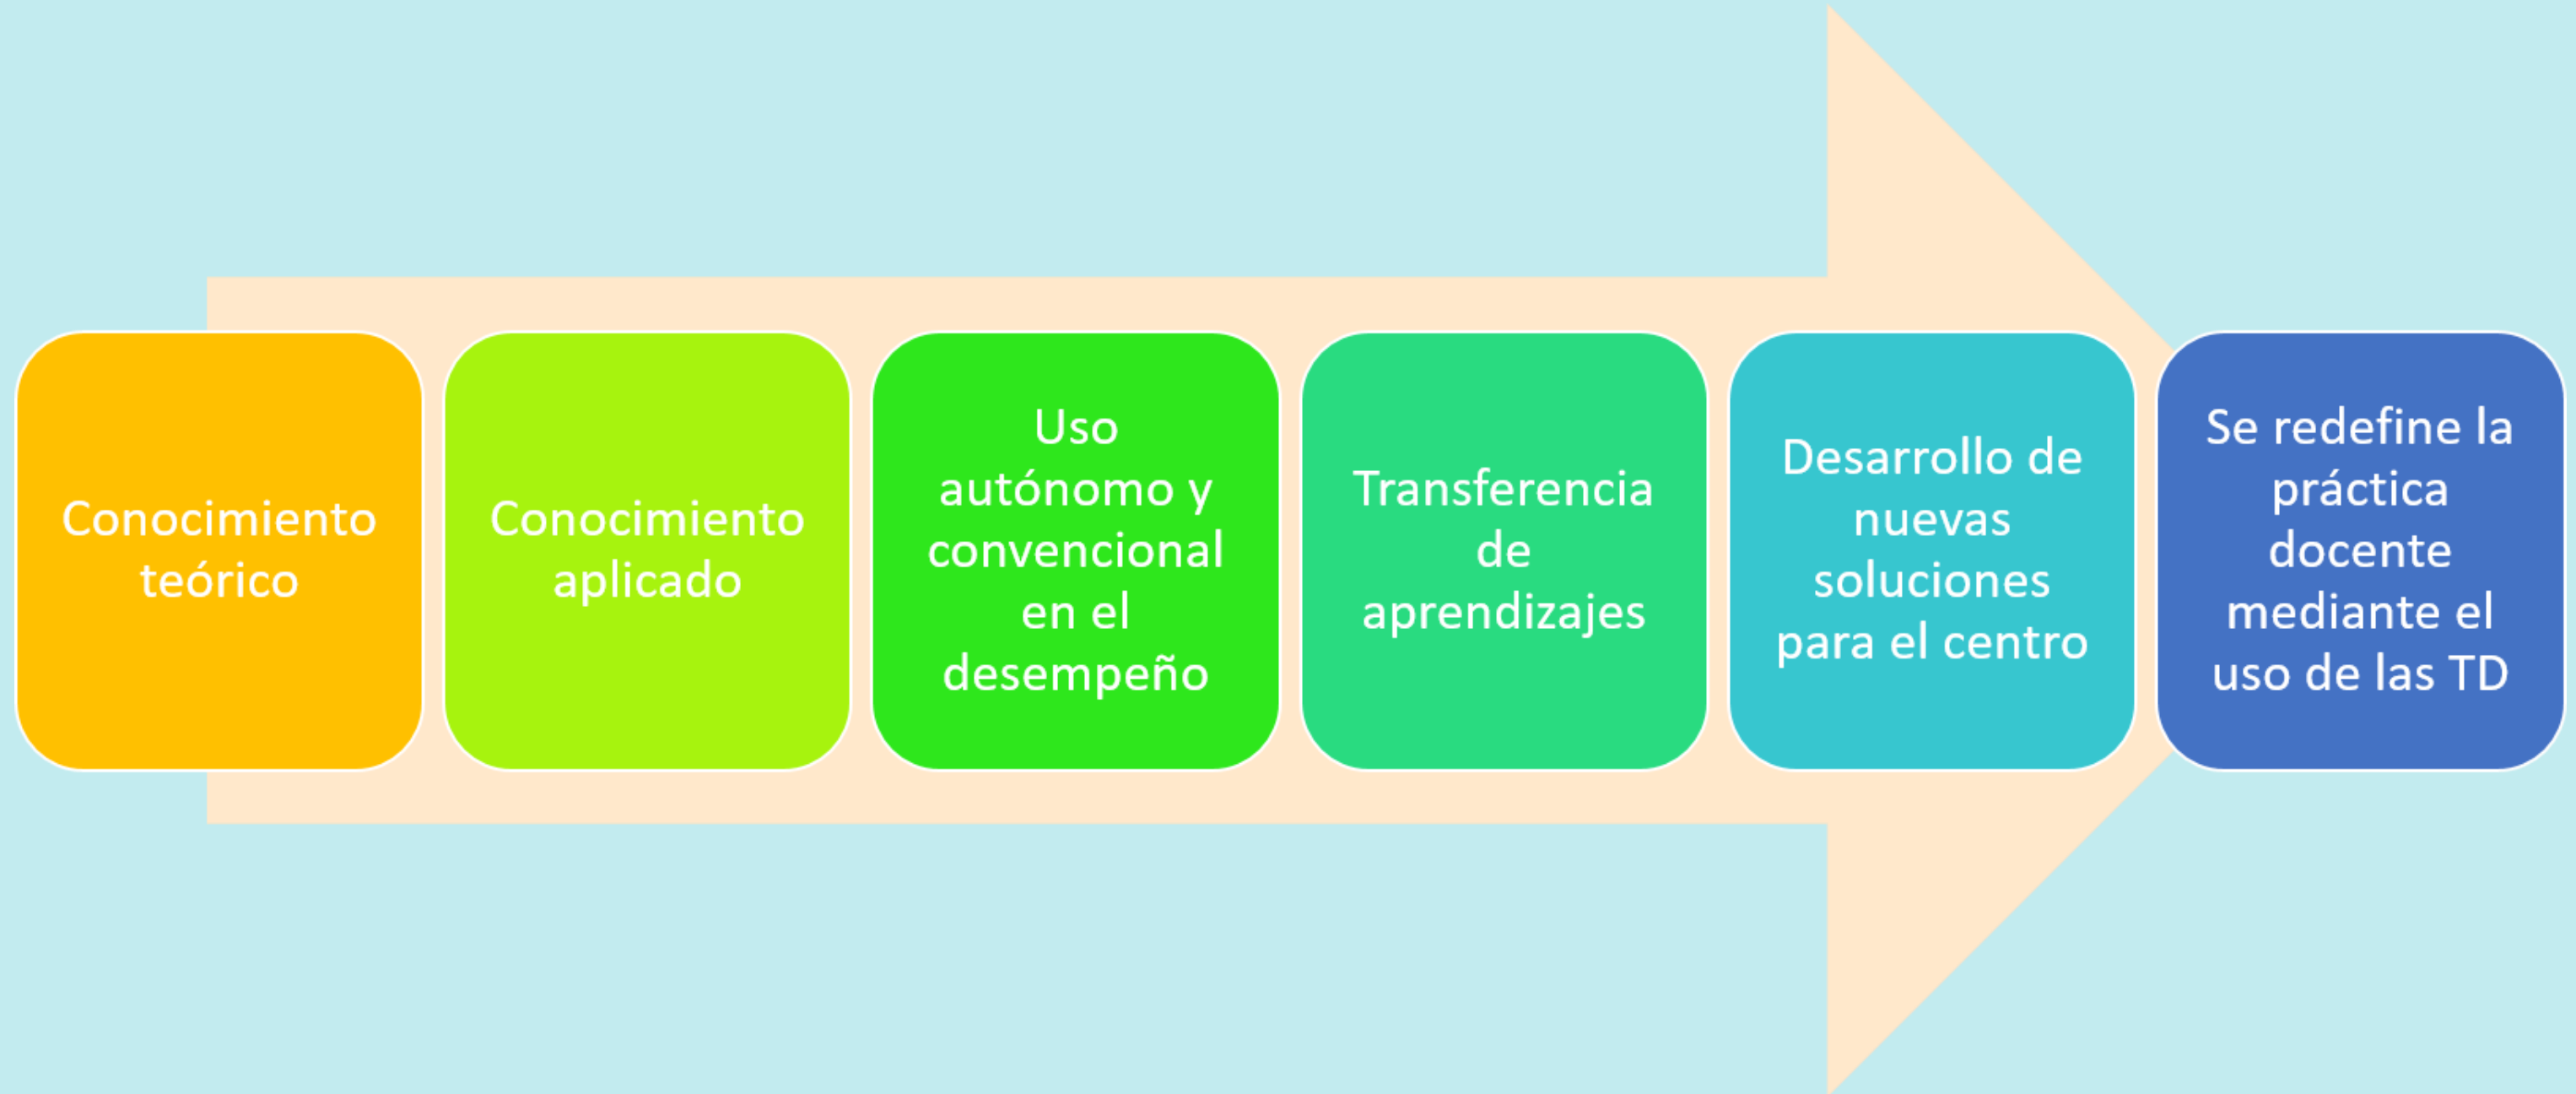 Conocimiento
teórico
Conocimiento
aplicado
Uso
autónomo y
convencional
en el
desempeño
Transferencia
de
aprendizajes
Desarrollo de
nuevas
soluciones
para el centro
Se redefine la
práctica
docente
mediante el
uso de las TD